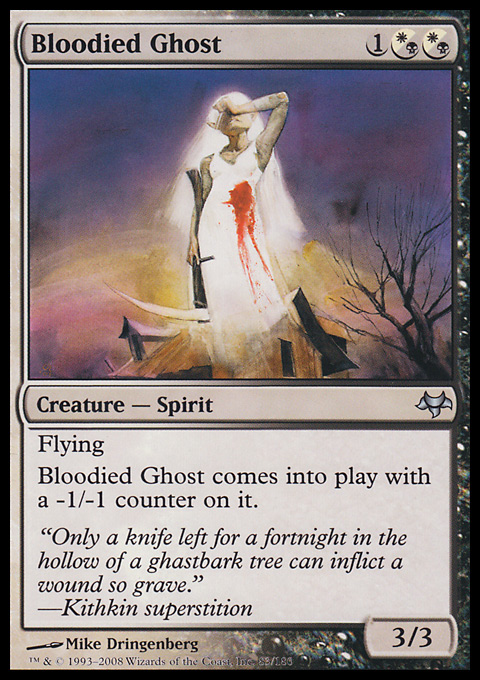 Bloodied Ghost 1
Creature — Spirit
Flying
Bloodied Ghost comes into play with
a -1/-1 counter on it.
“Only a knife left for a fortnight in the
hollow of a ghastbark tree can inflict a
wound so grave.”
—Kithkin superstition
Mike Dringenberg
3/3
™ & © 1993–2008 Wizards of the Coast, Inc.